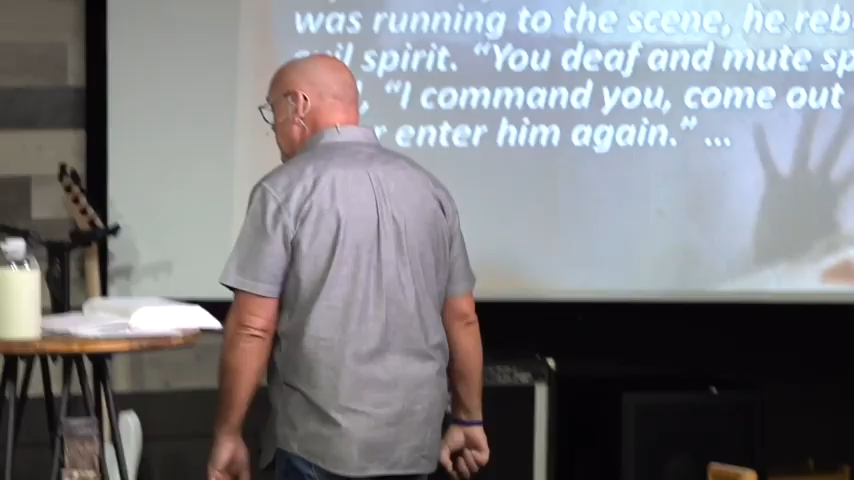 was running to the scene, he
spirit. "You deaf and mute
"I command you, come out
enter him again." ...